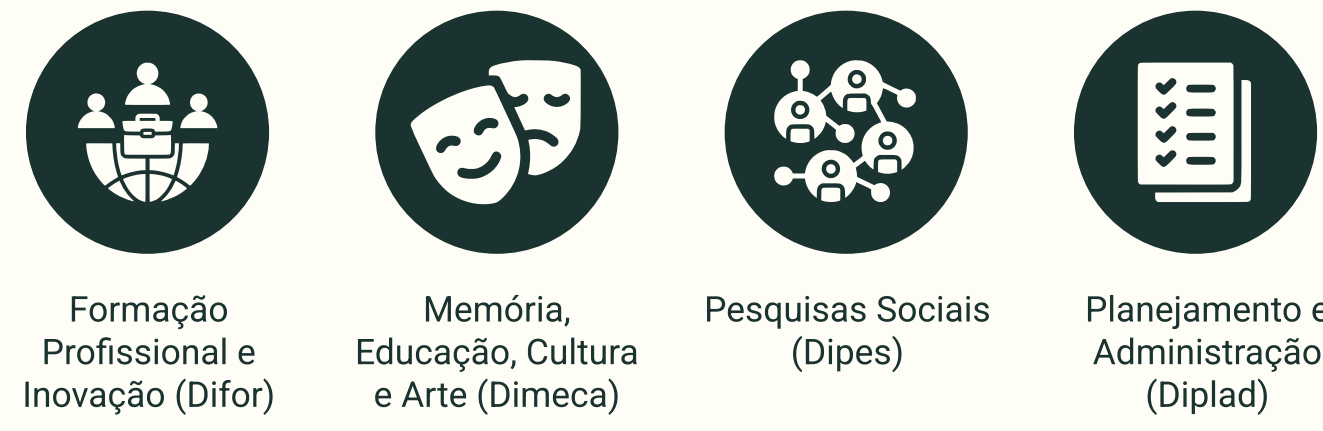 Formação
Profissional e
Inovação (Difor)
Memória,
Educação, Cultura
e Arte (Dimeca)
Pesquisas Sociais
(Dipes)
Planejamento e
Administração
(Diplad)